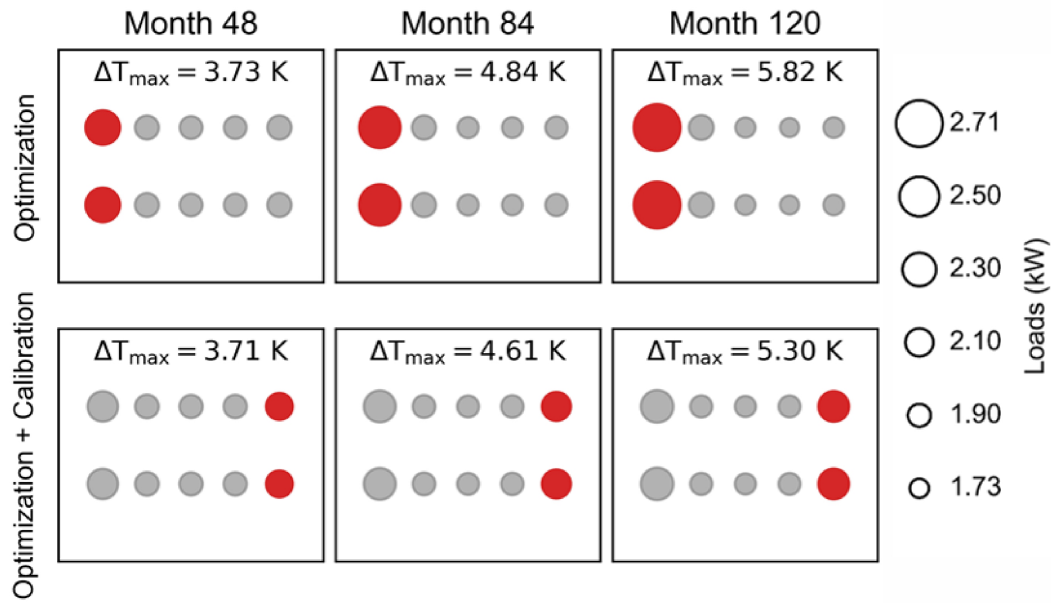 Month 48
Month 84
Month 120
Optimization
ΔTmax = 3.73 K
ΔTmax = 4.84 K
ΔTmax = 5.82 K
Optimization + Calibration
ΔTmax = 3.71 K
ΔTmax = 4.61 K
ΔTmax = 5.30 K
2.71
2.50
2.30
2.10
1.90
1.73
Loads (kW)